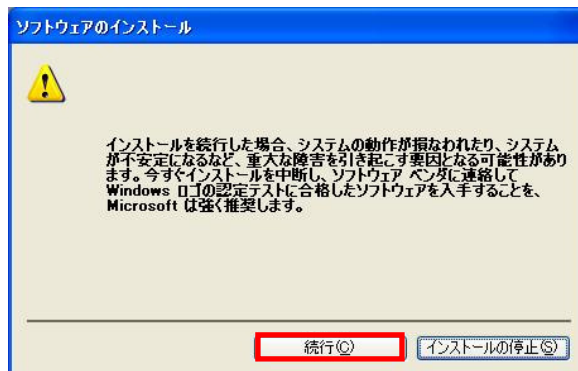 ソフトウェアのインストール
インストールを続行した場合、システムの動作が損なわれたり、システム
が不安定になるなど、重大な障害を引き起こす要因となる可能性があり
ます。今すぐインストールを中断し、ソフトウェア ベンダに連絡して
Windows ロゴの認定テストに合格したソフトウェアを入手することを、
Microsoft は強く推奨します。
続行(C)
インストールの停止(S)